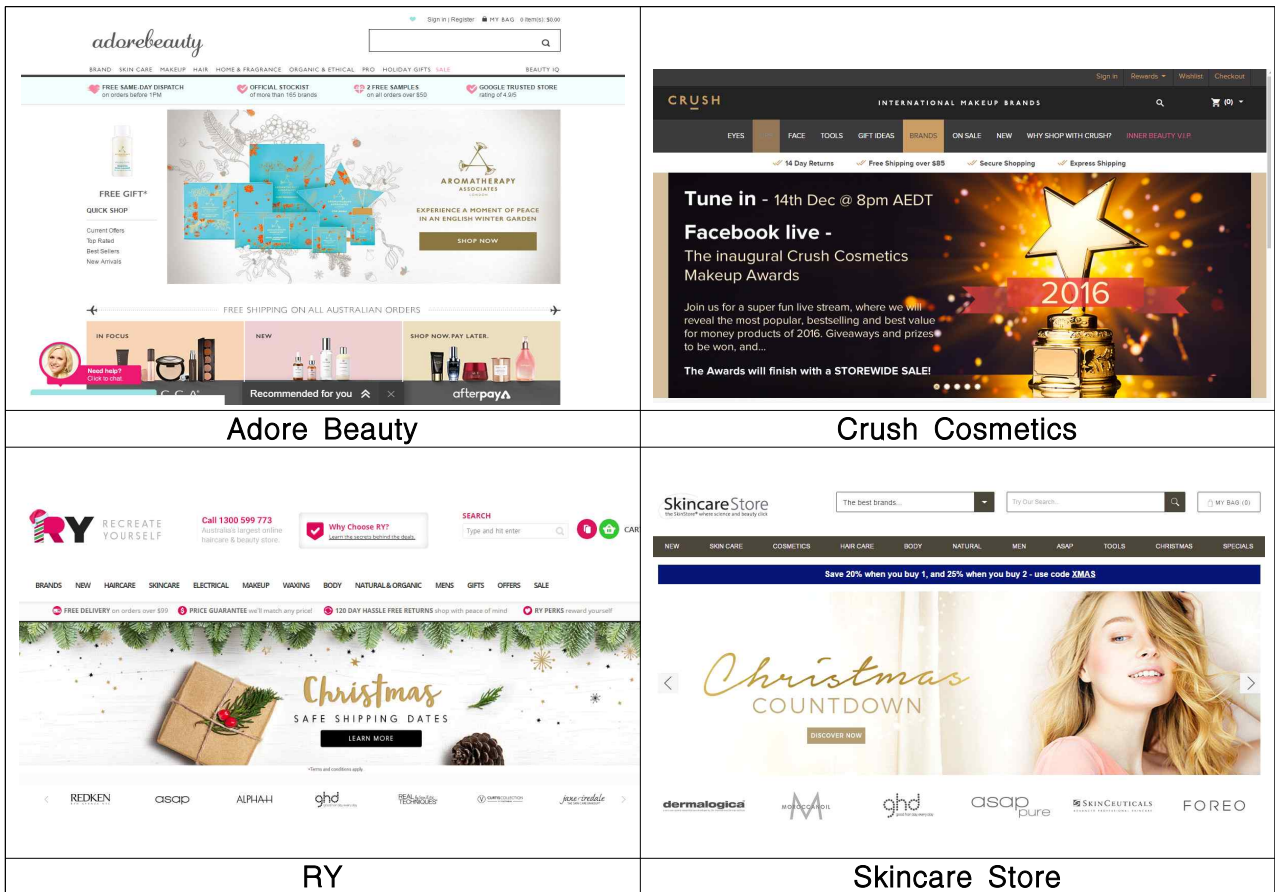 Sign in | Register MY BAG 0 item(s): $0.00
adorebeauty
BRAND SKIN CARE MAKEUP HAIR HOME & FRAGRANCE ORGANIC & ETHICAL PRO HOLIDAY GIFTS SALE BEAUTY IQ
FREE SAME-DAY DISPATCH
on orders before 1PM
OFFICIAL STOCKIST
of more than 165 brands
2 FREE SAMPLES
on all orders over $50
GOOGLE TRUSTED STORE
rating of 4.9/5
FREE GIFT*
QUICK SHOP
Current Offers
Top Rated
Best Sellers
New Arrivals
AROMATHERAPY
ASSOCIATES
LONDON
EXPERIENCE A MOMENT OF PEACE
IN AN ENGLISH WINTER GARDEN
SHOP NOW
FREE SHIPPING ON ALL AUSTRALIAN ORDERS
IN FOCUS
NEW
SHOP NOW. PAY LATER.
Need help?
Click to chat
Recommended for you
afterpay
Adore Beauty
Sign in Rewards Wishlist Checkout
CRUSH
INTERNATIONAL MAKEUP BRANDS
(0)
EYES FACE TOOLS GIFT IDEAS BRANDS ON SALE NEW WHY SHOP WITH CRUSH? INNER BEAUTY V.I.P.
14 Day Returns Free Shipping over $85 Secure Shopping Express Shipping
Tune in - 14th Dec @ 8pm AEDT
Facebook live -
The inaugural Crush Cosmetics
Makeup Awards
Join us for a super fun live stream, where we will
reveal the most popular, bestselling and best value
for money products of 2016. Giveaways and prizes
to be won, and...
The Awards will finish with a STOREWIDE SALE!
2016
Crush Cosmetics
RY RECREATE
YOURSELF
Call 1300 599 773
Australia's largest online
haircare & beauty store.
Why Choose RY?
Learn the secrets behind the deals.
SEARCH
Type and hit enter
CAR
BRANDS NEW HAIRCARE SKINCARE ELECTRICAL MAKEUP WAXING BODY NATURAL & ORGANIC MENS GIFTS OFFERS SALE
FREE DELIVERY on orders over $99 PRICE GUARANTEE we'll match any price! 120 DAY HASSLE FREE RETURNS shop with peace of mind RY PERKS reward yourself
Christmas
SAFE SHIPPING DATES
LEARN MORE
*Terms and conditions apply.
REDKEN
asap
ALPHA-H
ghd
REAL TECHNIQUES
CURTIS COLLECTION
jane iredale
RY
SkincareStore
the SkinStore® where science and beauty click
The best brands...
Try Our Search...
MY BAG (0)
NEW SKIN CARE COSMETICS HAIR CARE BODY NATURAL MEN ASAP TOOLS CHRISTMAS SPECIALS
Save 20% when you buy 1, and 25% when you buy 2 - use code XMAS
Christmas
COUNTDOWN
DISCOVER NOW
dermalogica
MOROCCANOIL
ghd
asap pure
SKINCEUTICALS
FOREO
Skincare Store